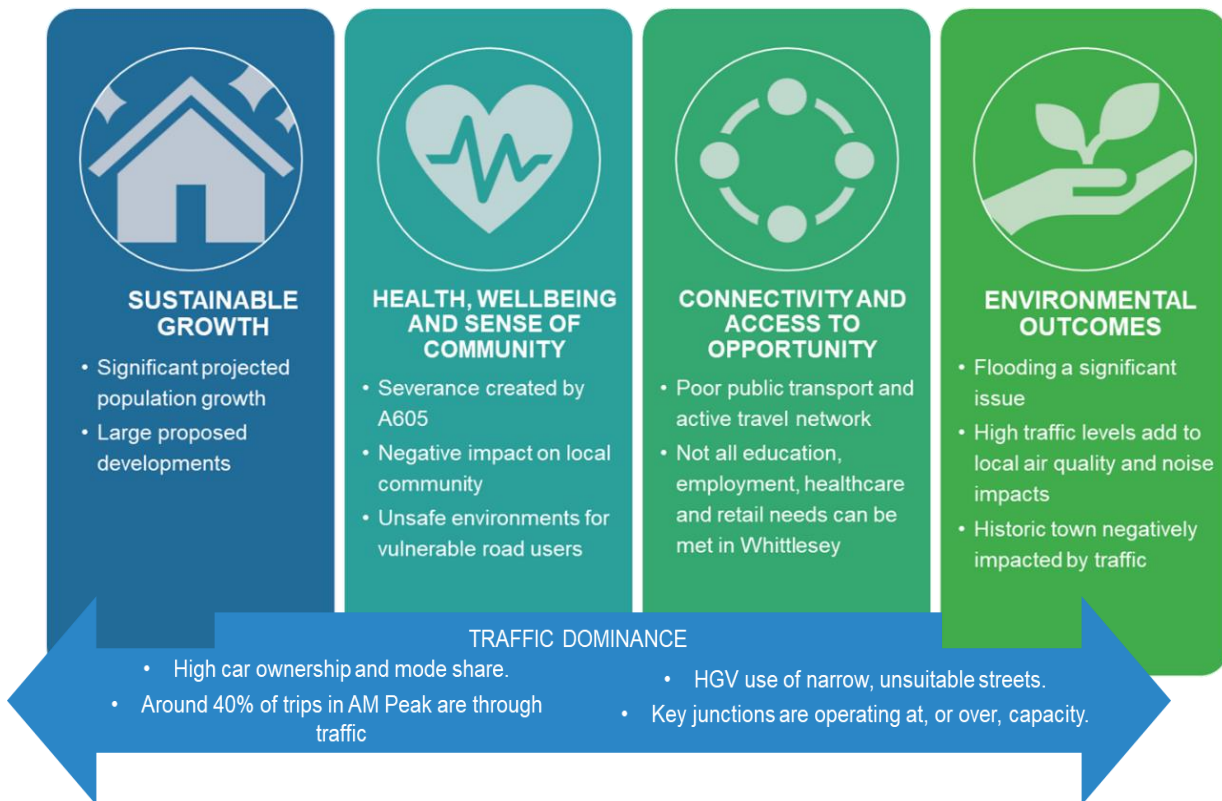 SUSTAINABLE
GROWTH
• Significant projected
population growth
• Large proposed
developments
HEALTH, WELLBEING
AND SENSE OF
COMMUNITY
• Severance created by
A605
• Negative impact on local
community
• Unsafe environments for
vulnerable road users
CONNECTIVITY AND
ACCESS TO
OPPORTUNITY
• Poor public transport and
active travel network
• Not all education,
employment, healthcare
and retail needs can be
met in Whittlesey
ENVIRONMENTAL
OUTCOMES
• Flooding a significant
issue
• High traffic levels add to
local air quality and noise
impacts
• Historic town negatively
impacted by traffic
TRAFFIC DOMINANCE
• High car ownership and mode share.
• Around 40% of trips in AM Peak are through
traffic
• HGV use of narrow, unsuitable streets.
• Key junctions are operating at, or over, capacity.